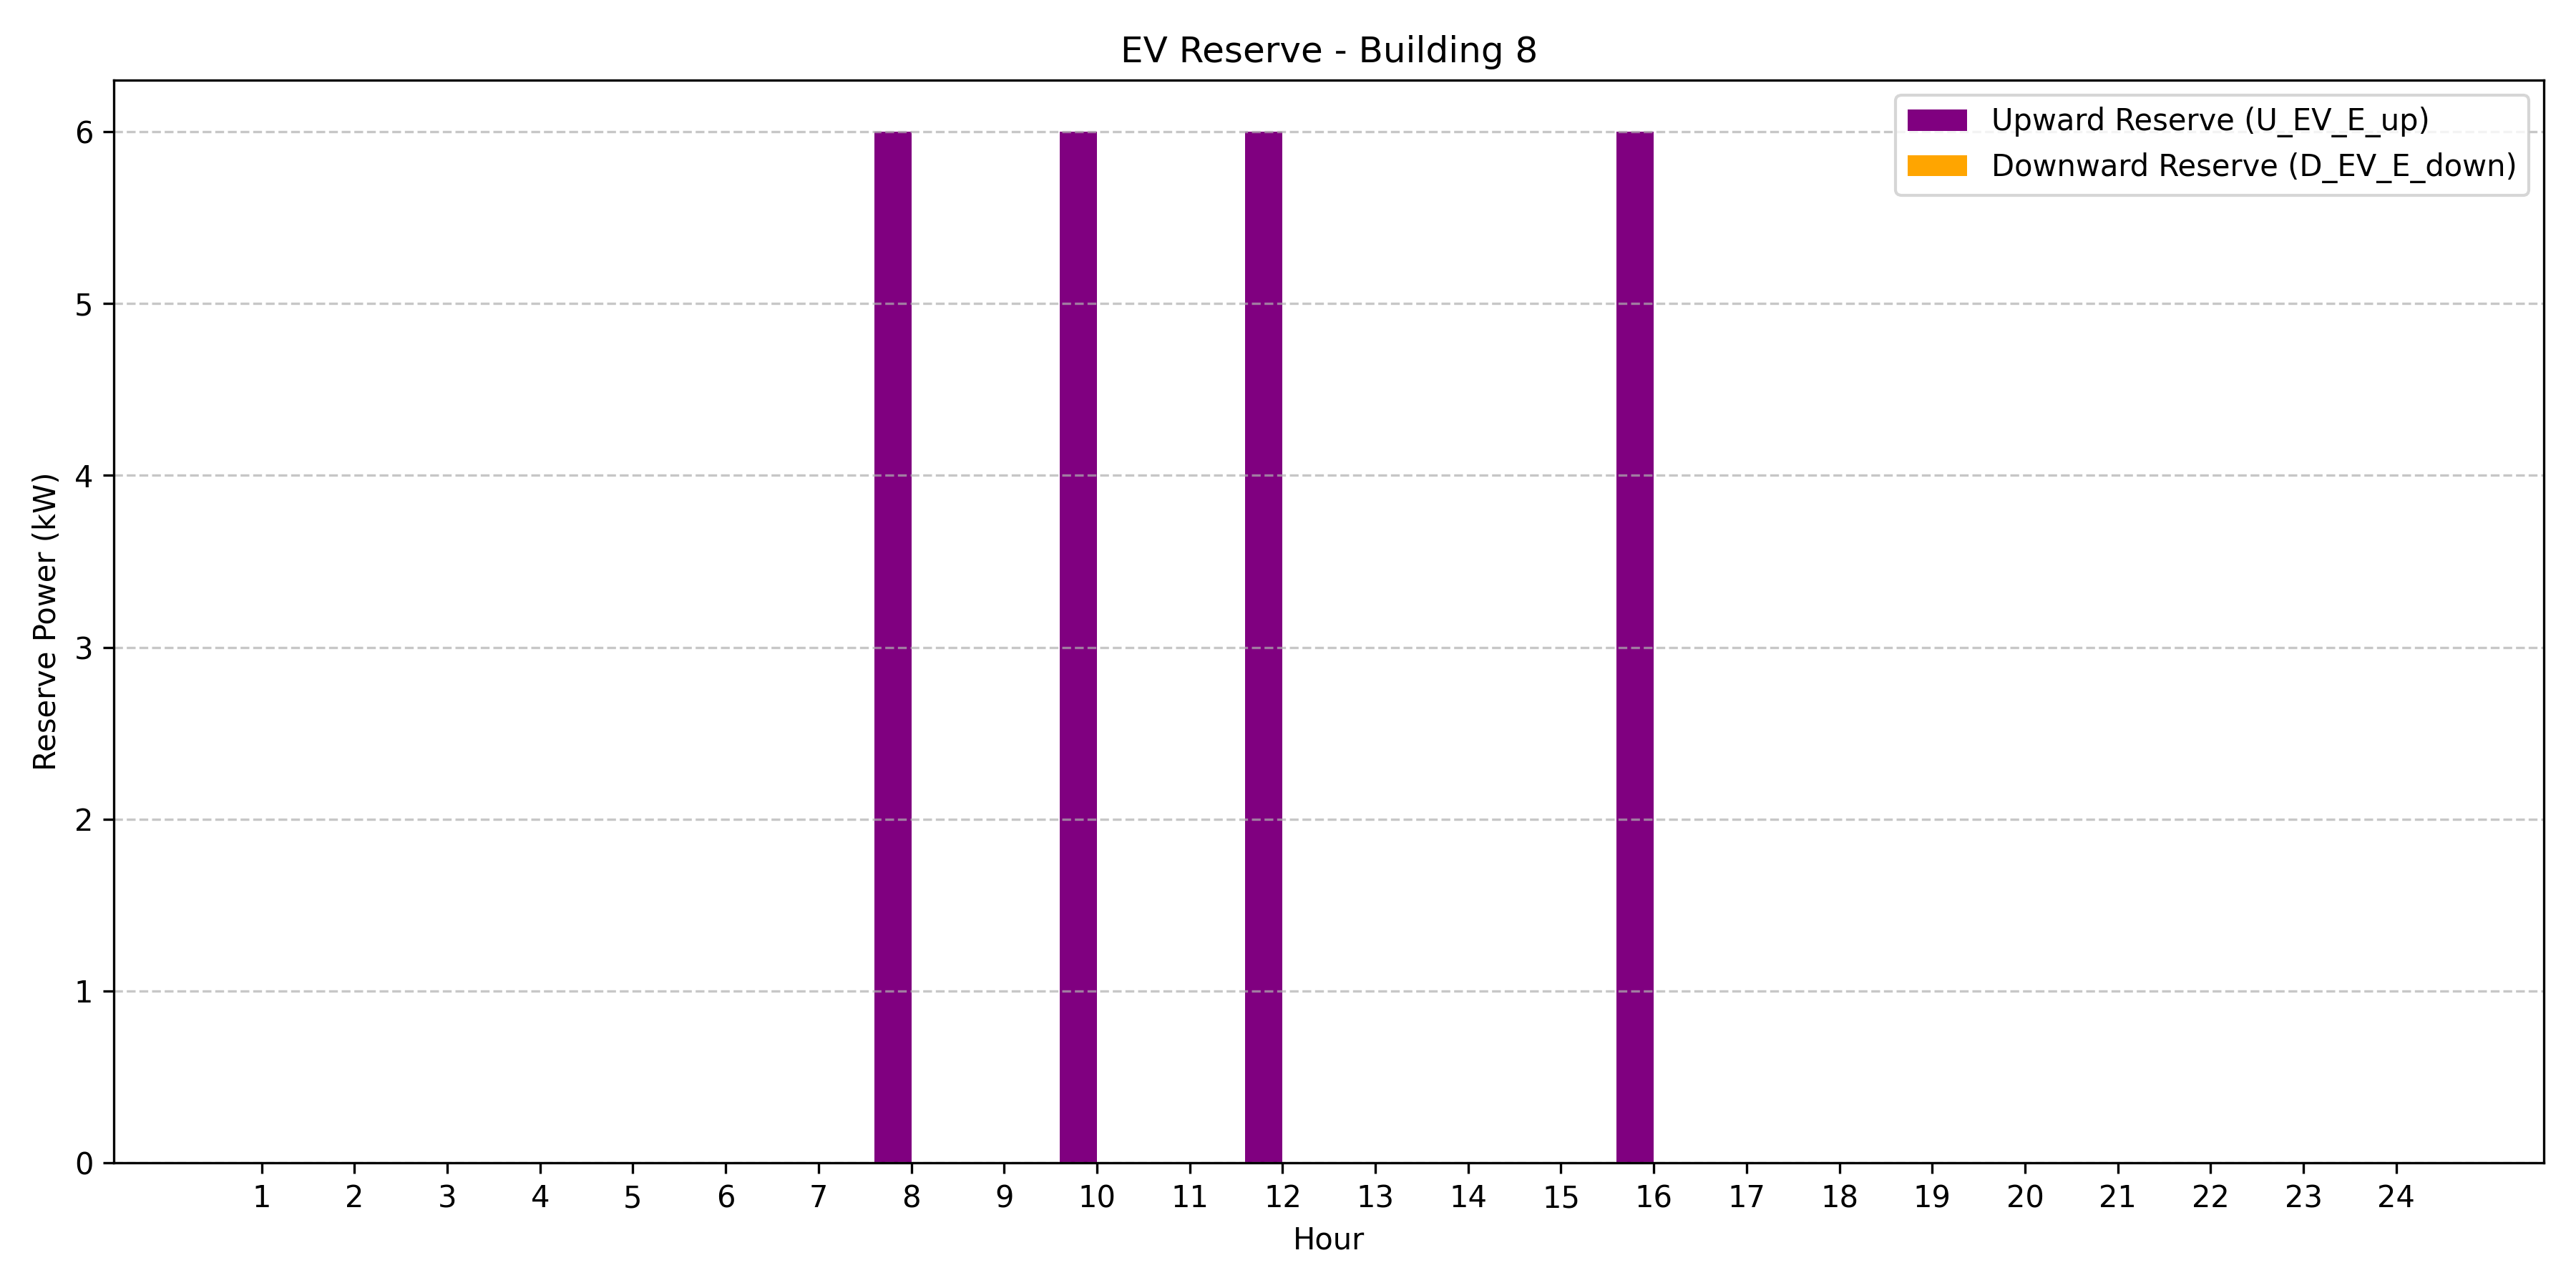 EV Reserve - Building 8
Upward Reserve (U_EV_E_up)
Downward Reserve (D_EV_E_down)
Reserve Power (kW)
6
5
4
3
2
1
0
1 2 3 4 5 6 7 8 9 10 11 12 13 14 15 16 17 18 19 20 21 22 23 24
Hour